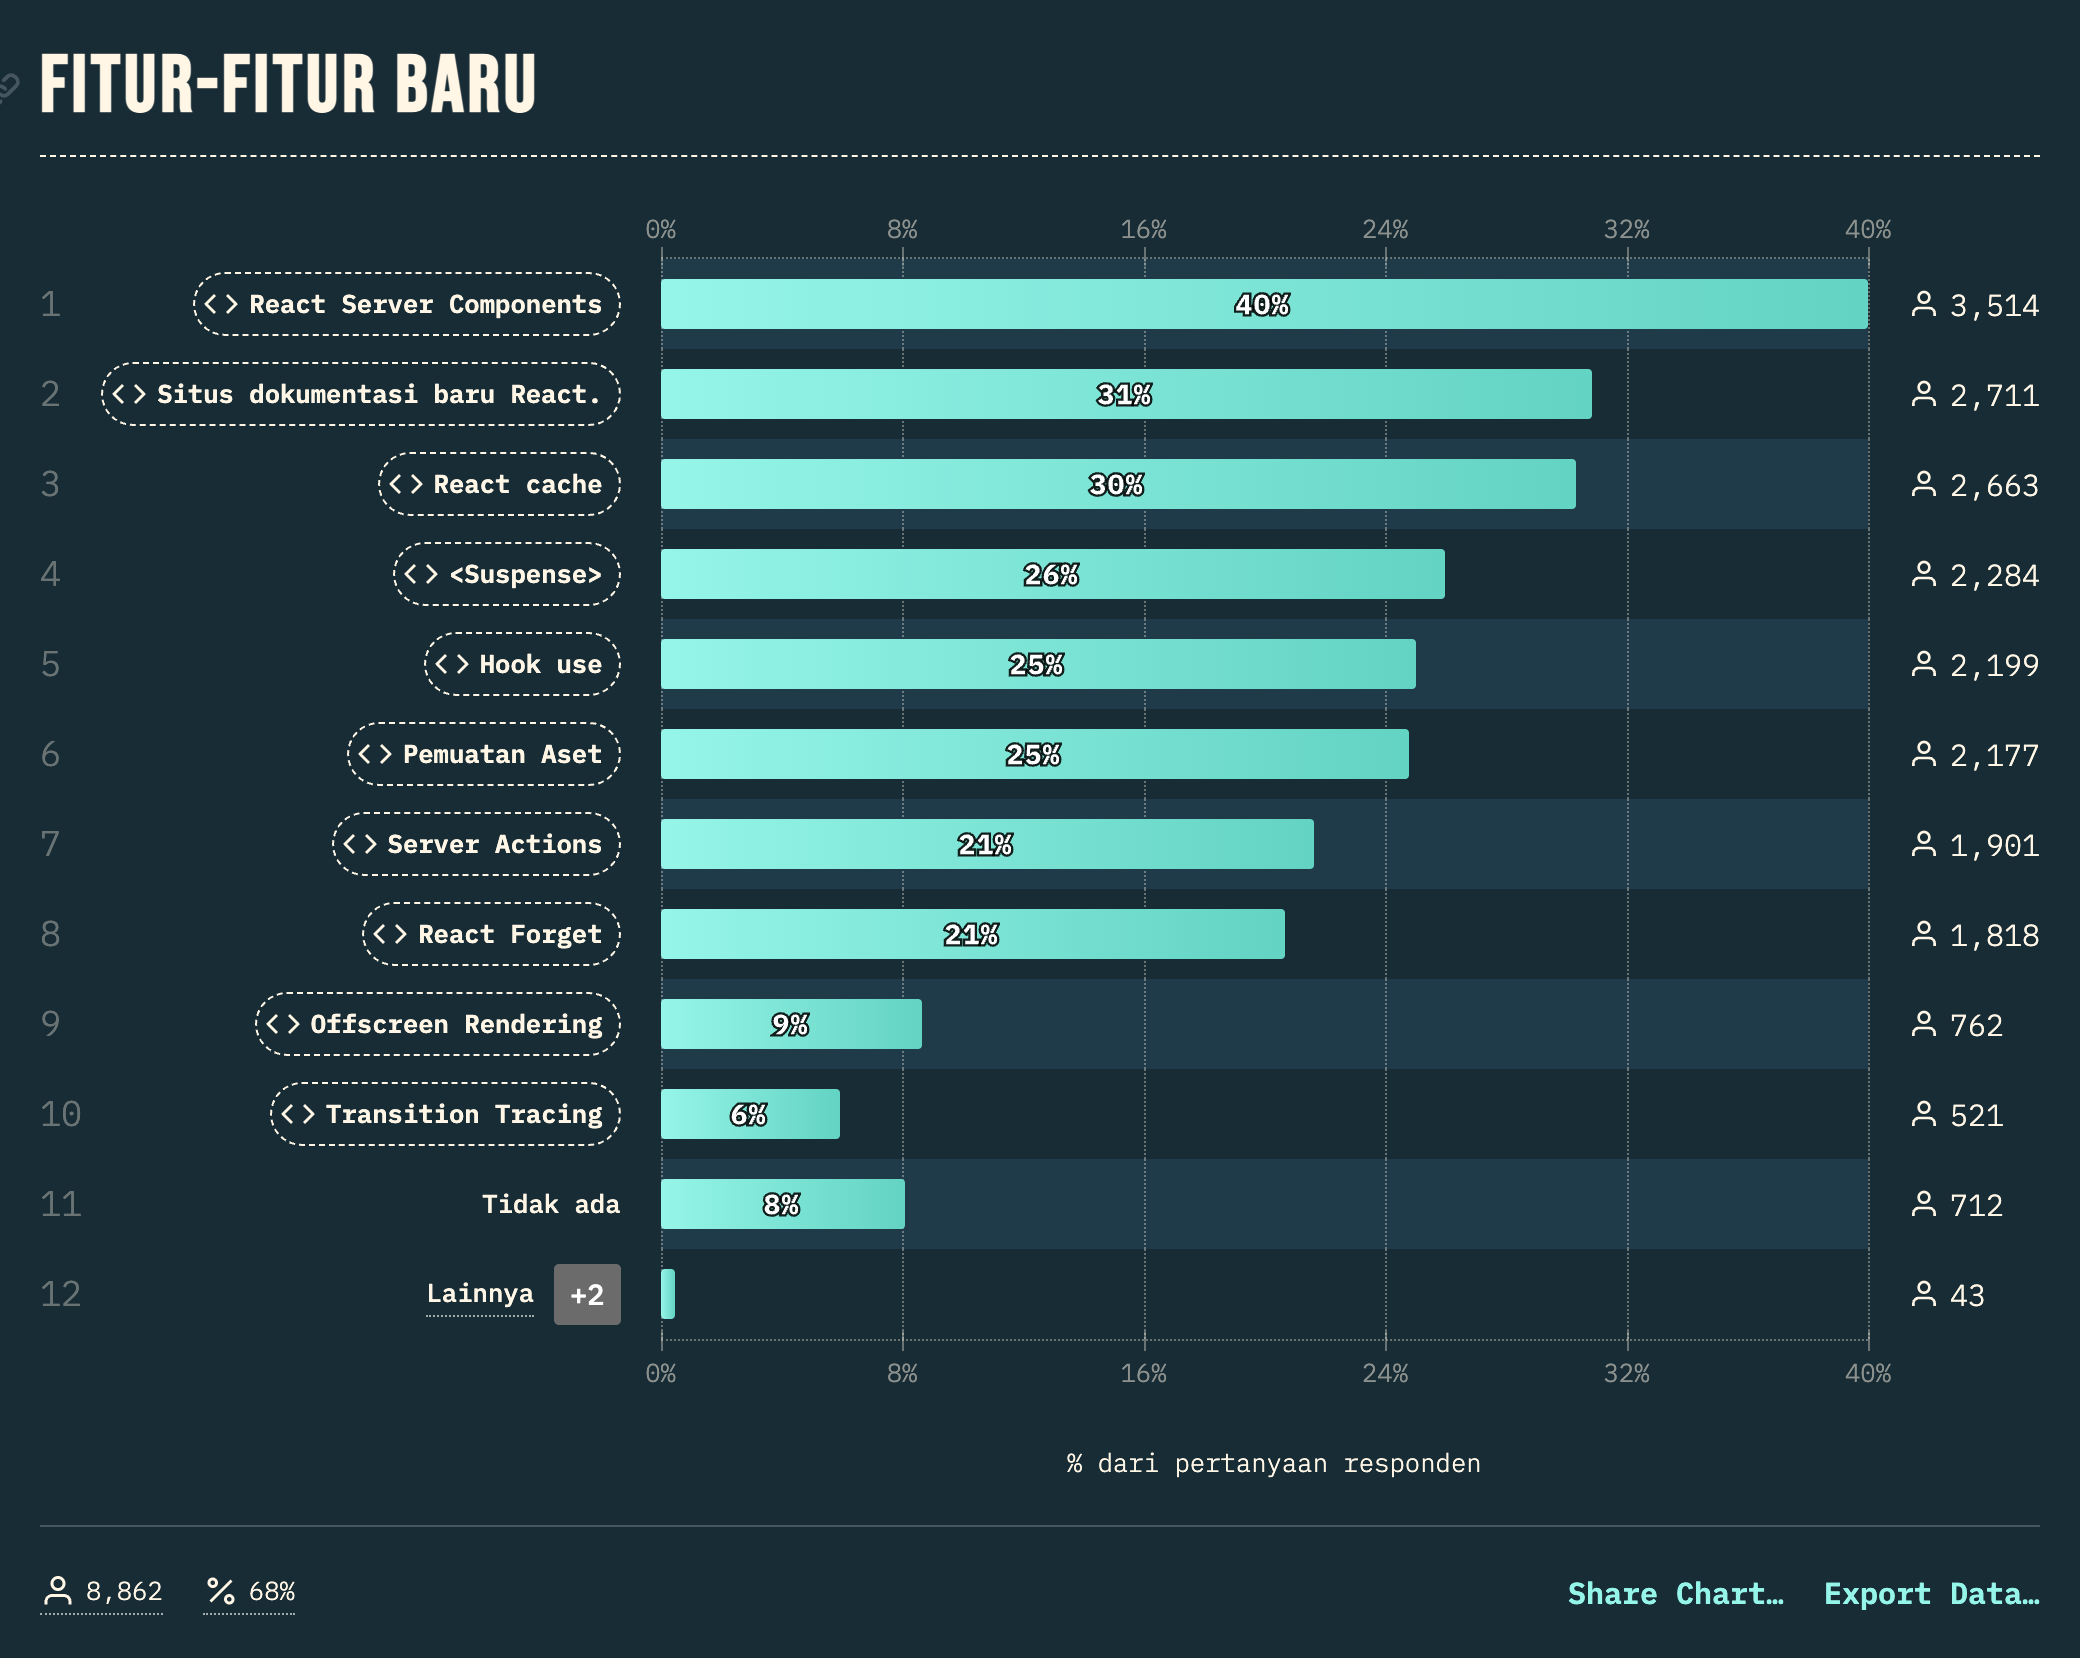 FITUR-FITUR BARU
0% 8% 16% 24% 32% 40%
1 <> React Server Components 40% 3,514
2 <> Situs dokumentasi baru React. 31% 2,711
3 <> React cache 30% 2,663
4 <> <Suspense> 26% 2,284
5 <> Hook use 25% 2,199
6 <> Pemuatan Aset 25% 2,177
7 <> Server Actions 21% 1,901
8 <> React Forget 21% 1,818
9 <> Offscreen Rendering 9% 762
10 <> Transition Tracing 6% 521
11 Tidak ada 8% 712
12 Lainnya +2 43
0% 8% 16% 24% 32% 40%
% dari pertanyaan responden
8,862 % 68% Share Chart… Export Data…